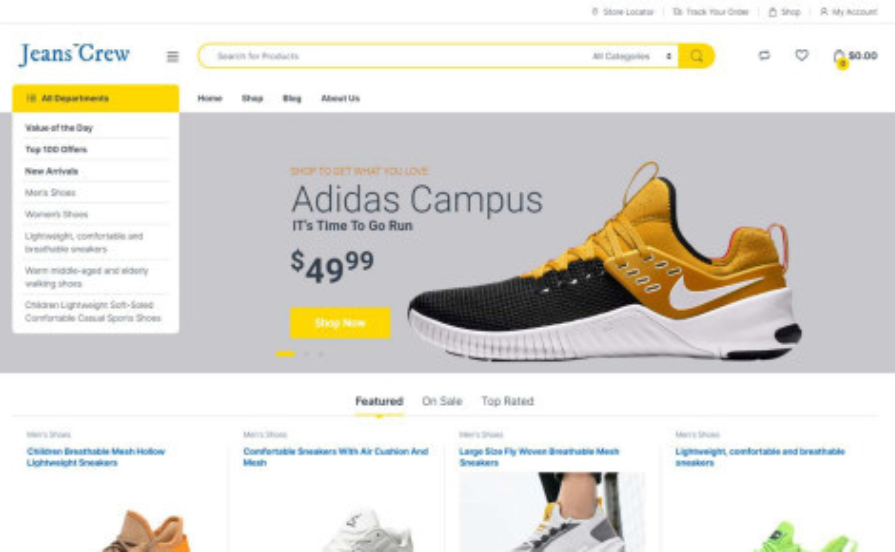 Store Locator
Track Your Order
Shop
My Account
Jeans Crew
Search for Products
All Categories
$0.00
0
All Departments
Home
Shop
Blog
About Us
Value of the Day
Top 100 Offers
New Arrivals
Men's Shoes
Women's Shoes
Lightweight, comfortable and
breathable sneakers
Warm middle-aged and elderly
walking shoes
Children Lightweight Soft-Soled
Comfortable Casual Sports Shoes
SHOP TO GET WHAT YOU LOVE
Adidas Campus
IT's Time To Go Run
$49.99
Shop Now
Featured
On Sale
Top Rated
Men's Shoes
Children Breathable Mesh Hollow
Lightweight Sneakers
Men's Shoes
Comfortable Sneakers With Air Cushion And
Mesh
Men's Shoes
Large Size Fly Woven Breathable Mesh
Sneakers
Men's Shoes
Lightweight, comfortable and breathable
sneakers